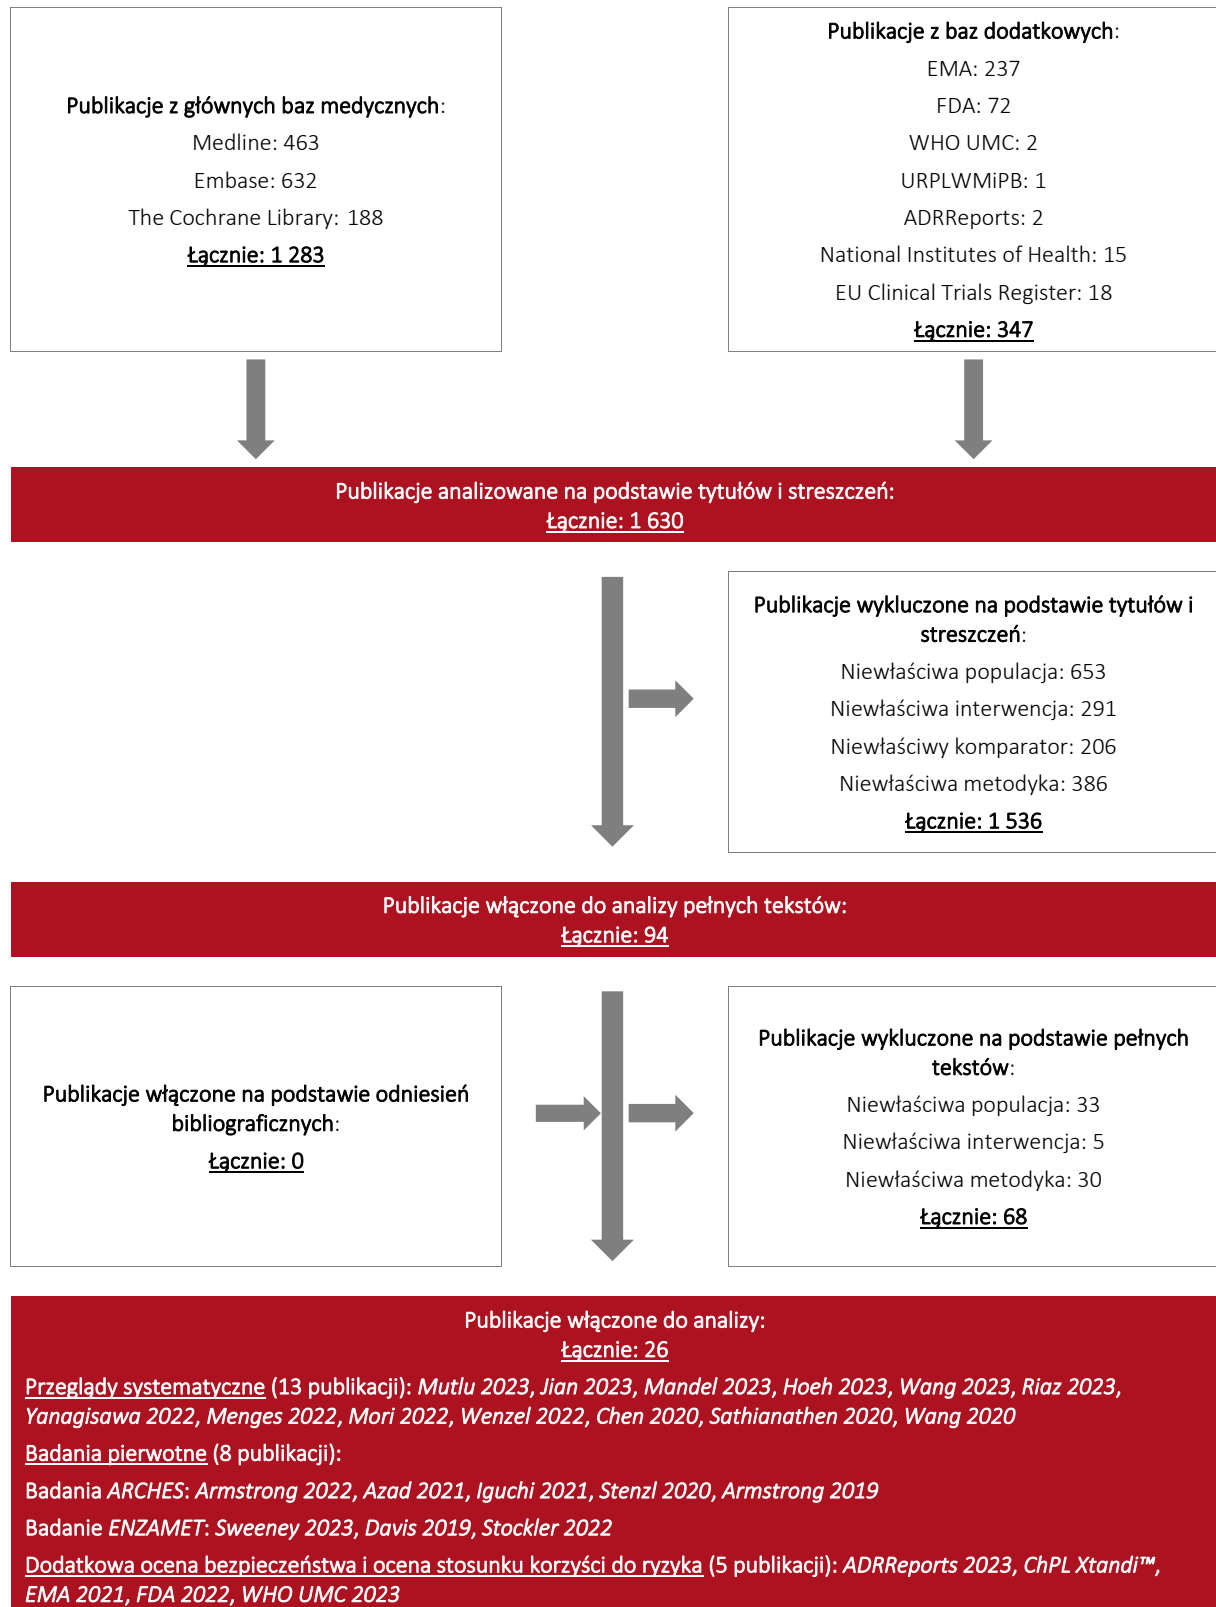 Publikacje z głównych baz medycznych:
Medline: 463
Embase: 632
The Cochrane Library: 188
Łącznie: 1 283
Publikacje z baz dodatkowych:
EMA: 237
FDA: 72
WHO UMC: 2
URPLWMiPB: 1
ADRReports: 2
National Institutes of Health: 15
EU Clinical Trials Register: 18
Łącznie: 347
Publikacje analizowane na podstawie tytułów i streszczeń:
Łącznie: 1 630
Publikacje wykluczone na podstawie tytułów i
streszczeń:
Niewłaściwa populacja: 653
Niewłaściwa interwencja: 291
Niewłaściwy komparator: 206
Niewłaściwa metodyka: 386
Łącznie: 1 536
Publikacje włączone do analizy pełnych tekstów:
Łącznie: 94
Publikacje włączone na podstawie odniesień
bibliograficznych:
Łącznie: 0
Publikacje wykluczone na podstawie pełnych
tekstów:
Niewłaściwa populacja: 33
Niewłaściwa interwencja: 5
Niewłaściwa metodyka: 30
Łącznie: 68
Publikacje włączone do analizy:
Łącznie: 26
Przeglądy systematyczne (13 publikacji): Mutlu 2023, Jian 2023, Mandel 2023, Hoeh 2023, Wang 2023, Riaz 2023,
Yanagisawa 2022, Menges 2022, Mori 2022, Wenzel 2022, Chen 2020, Sathianathen 2020, Wang 2020
Badania pierwotne (8 publikacji):
Badania ARCHES: Armstrong 2022, Azad 2021, Iguchi 2021, Stenzl 2020, Armstrong 2019
Badanie ENZAMET: Sweeney 2023, Davis 2019, Stockler 2022
Dodatkowa ocena bezpieczeństwa i ocena stosunku korzyści do ryzyka (5 publikacji): ADRReports 2023, ChPL Xtandi™,
EMA 2021, FDA 2022, WHO UMC 2023